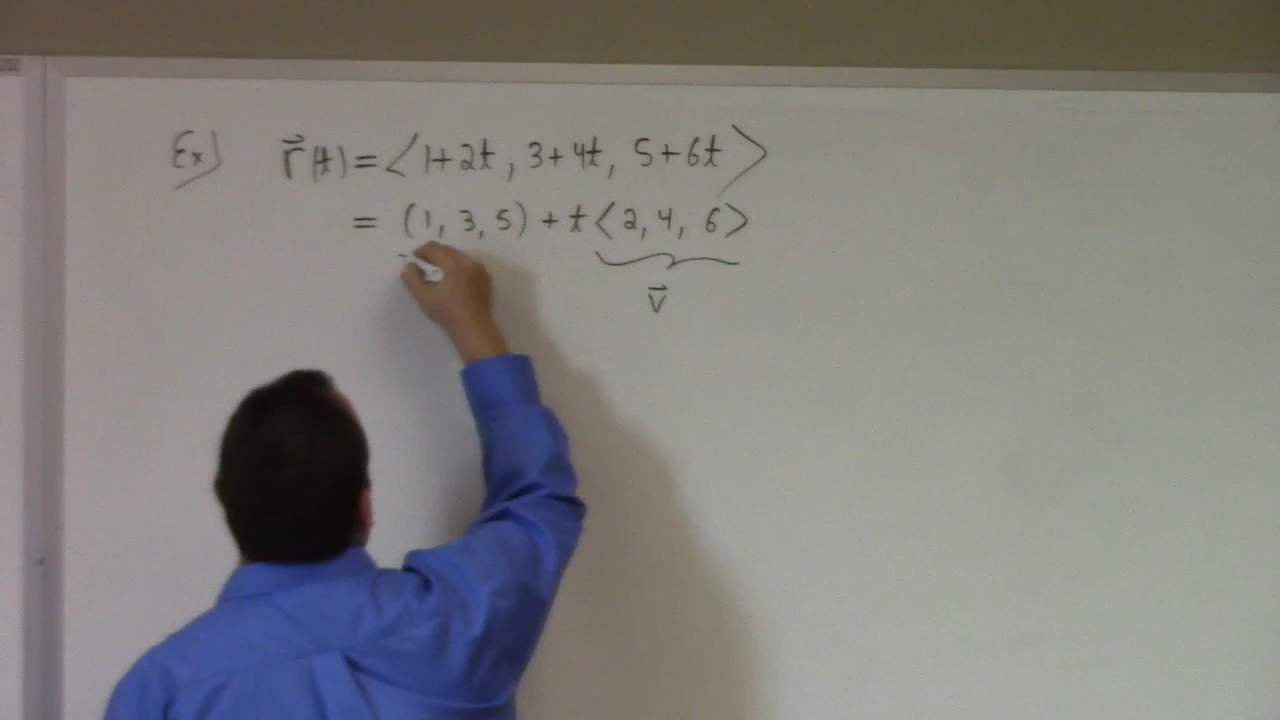 Ex) r⃗(t) = ⟨1+2t, 3+4t, 5+6t⟩
= (1, 3, 5) + t⟨2, 4, 6⟩
v⃗